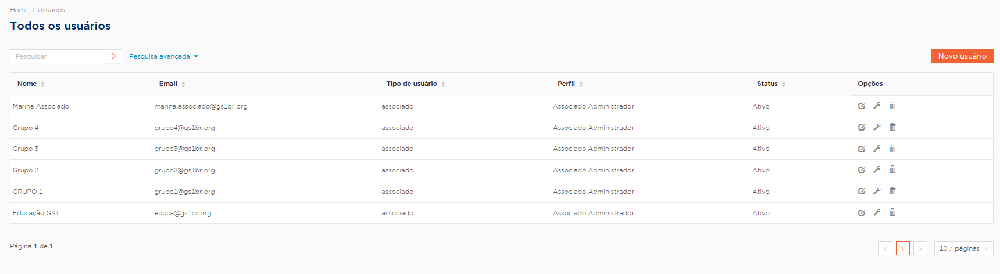 Home | Usuários
Todos os usuários
Pesquisar > Pesquisa avançada Novo usuário
Nome Email Tipo de usuário Perfil Status Opções
Marina Associado marina.associado@gs1br.org associado Associado Administrador Ativo
Grupo 4 grupo4@gs1br.org associado Associado Administrador Ativo
Grupo 3 grupo3@gs1br.org associado Associado Administrador Ativo
Grupo 2 grupo2@gs1br.org associado Associado Administrador Ativo
GRUPO 1 grupo1@gs1br.org associado Associado Administrador Ativo
Educação GS1 educa@gs1br.org associado Associado Administrador Ativo
Página 1 de 1 < 1 > 10 / páginas